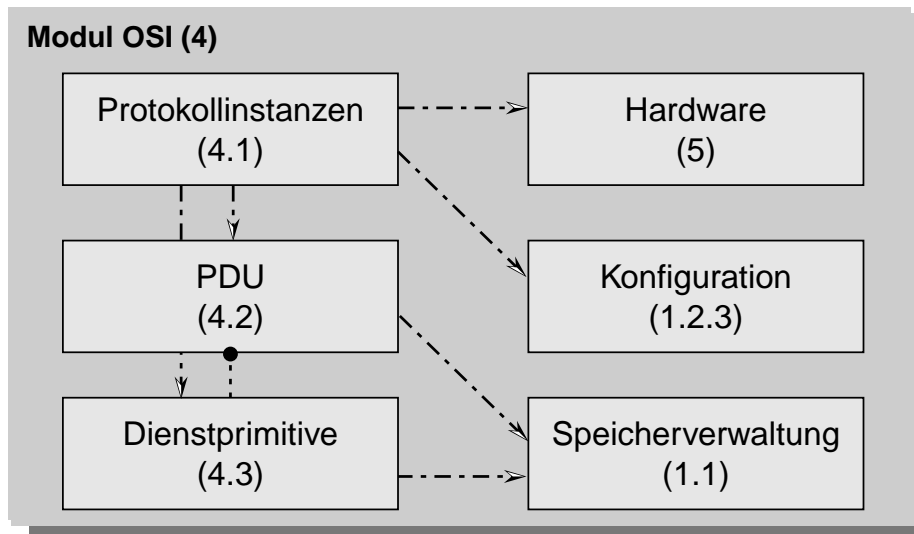 Modul OSI (4)
Protokollinstanzen
(4.1)
Hardware
(5)
PDU
(4.2)
Konfiguration
(1.2.3)
Dienstprimitive
(4.3)
Speicherverwaltung
(1.1)